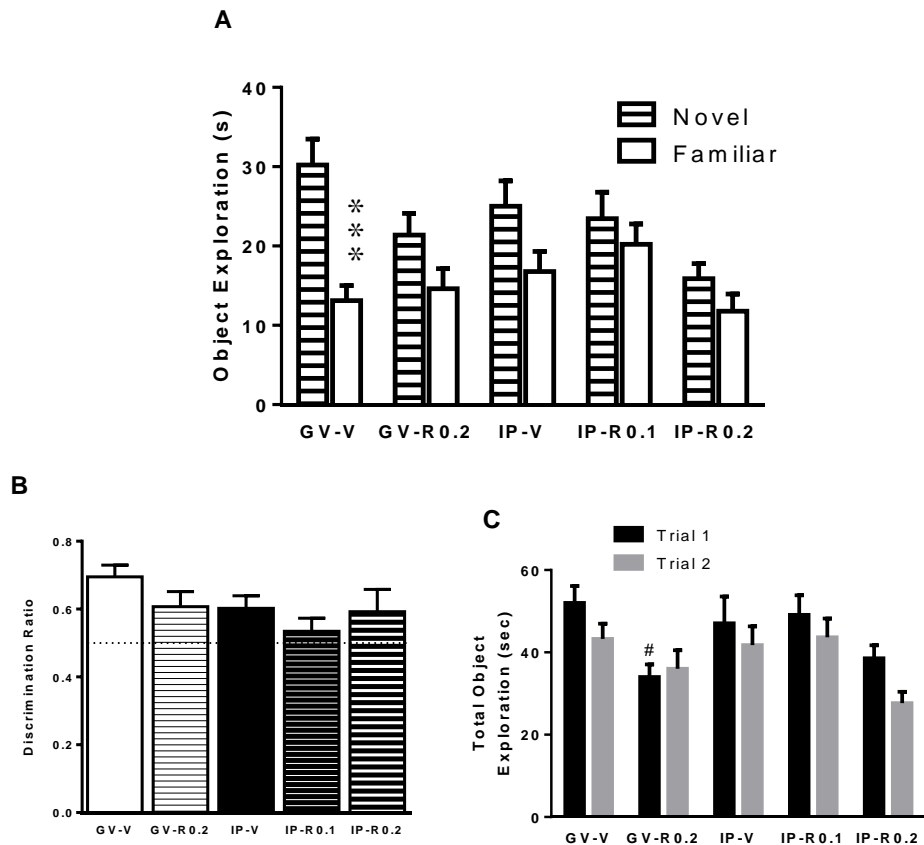 A
Object Exploration (s)
40
30
20
10
0
Novel
Familiar
***
GV-V GV-R0.2 IP-V IP-R0.1 IP-R0.2
B
Discrimination Ratio
0.8
0.6
0.4
0.2
0.0
GV-V GV-R0.2 IP-V IP-R0.1 IP-R0.2
C
Trial 1
Trial 2
Total Object
Exploration (sec)
60
40
20
0
#
GV-V GV-R0.2 IP-V IP-R0.1 IP-R0.2